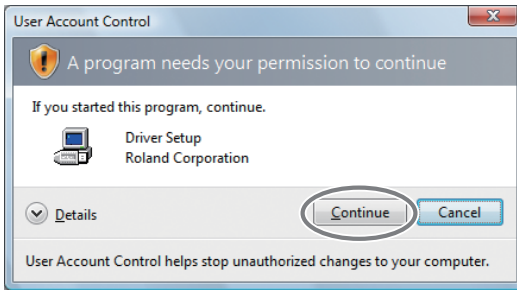 User Account Control
A program needs your permission to continue
If you started this program, continue.
Driver Setup
Roland Corporation
Details
Continue
Cancel
User Account Control helps stop unauthorized changes to your computer.